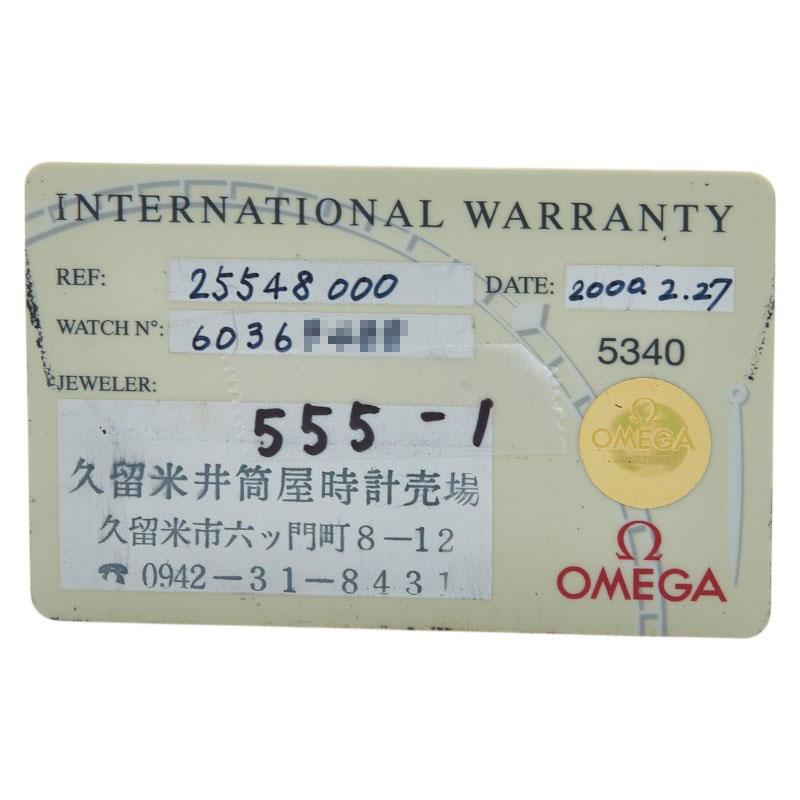 INTERNATIONAL WARRANTY
REF: 25548 000 DATE: 2000.2.27
WATCH N°: 6036
5340
JEWELER:
555-1
OMEGA
久留米井筒屋時計売場
久留米市六ッ門町8-12
☎ 0942-31-8431
Ω
OMEGA